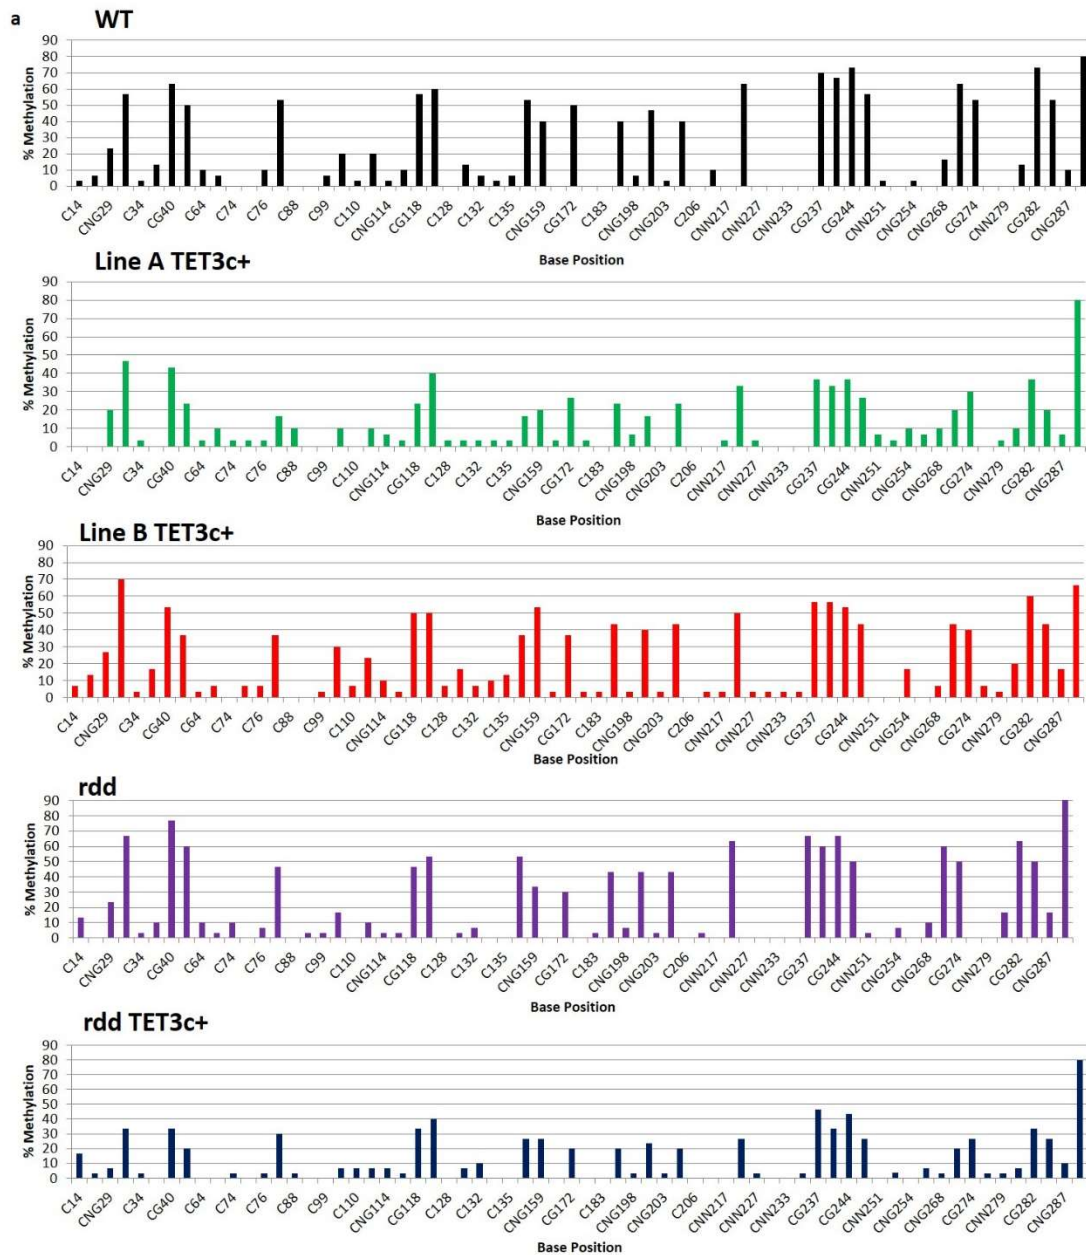 a
WT
% Methylation
90
80
70
60
50
40
30
20
10
0
C14 CNG29 C34 CG40 C64 C74 C76 C88 C99 C110 CNG114 CG118 C128 C132 C135 CNG159 CG172 C183 CNG198 CNG203 C206 CNN217 CNN227 CNN233 CG237 CG244 CNN251 CNG254 CNG268 CG274 CNN279 CG282 CNG287
Base Position
Line A TET3c+
% Methylation
90
80
70
60
50
40
30
20
10
0
C14 CNG29 C34 CG40 C64 C74 C76 C88 C99 C110 CNG114 CG118 C128 C132 C135 CNG159 CG172 C183 CNG198 CNG203 C206 CNN217 CNN227 CNN233 CG237 CG244 CNN251 CNG254 CNG268 CG274 CNN279 CG282 CNG287
Base Position
Line B TET3c+
% Methylation
90
80
70
60
50
40
30
20
10
0
C14 CNG29 C34 CG40 C64 C74 C76 C88 C99 C110 CNG114 CG118 C128 C132 C135 CNG159 CG172 C183 CNG198 CNG203 C206 CNN217 CNN227 CNN233 CG237 CG244 CNN251 CNG254 CNG268 CG274 CNN279 CG282 CNG287
Base Position
rdd
% Methylation
90
80
70
60
50
40
30
20
10
0
C14 CNG29 C34 CG40 C64 C74 C76 C88 C99 C110 CNG114 CG118 C128 C132 C135 CNG159 CG172 C183 CNG198 CNG203 C206 CNN217 CNN227 CNN233 CG237 CG244 CNN251 CNG254 CNG268 CG274 CNN279 CG282 CNG287
Base Position
rdd TET3c+
% Methylation
90
80
70
60
50
40
30
20
10
0
C14 CNG29 C34 CG40 C64 C74 C76 C88 C99 C110 CNG114 CG118 C128 C132 C135 CNG159 CG172 C183 CNG198 CNG203 C206 CNN217 CNN227 CNN233 CG237 CG244 CNN251 CNG254 CNG268 CG274 CNN279 CG282 CNG287
Base Position